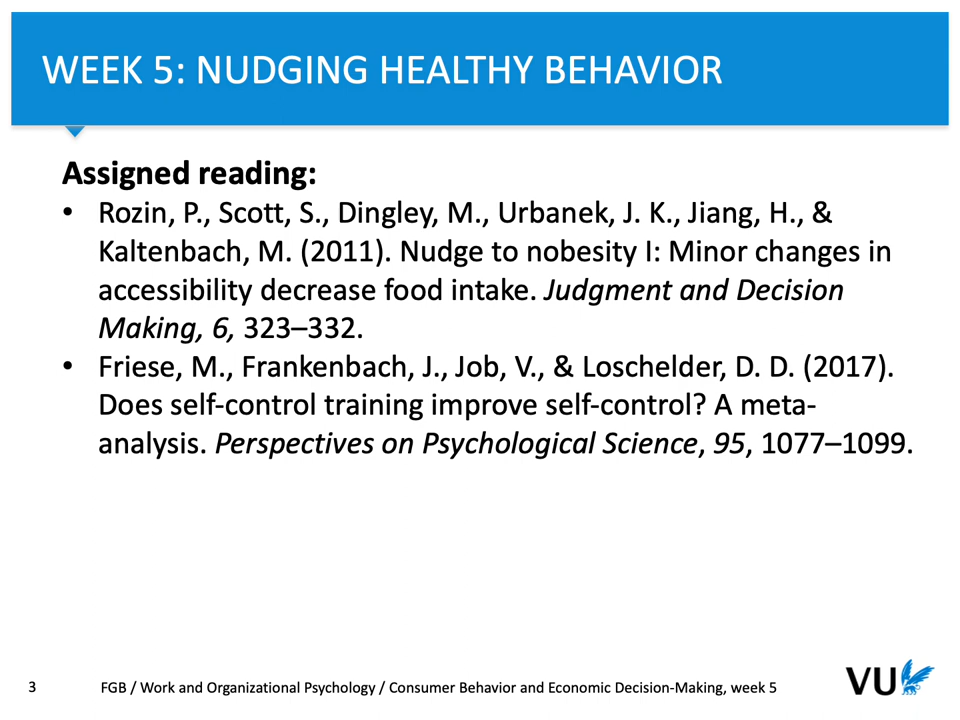 WEEK 5: NUDGING HEALTHY BEHAVIOR
Assigned reading:
• Rozin, P., Scott, S., Dingley, M., Urbanek, J. K., Jiang, H., &
Kaltenbach, M. (2011). Nudge to nobesity I: Minor changes in
accessibility decrease food intake. Judgment and Decision
Making, 6, 323–332.
• Friese, M., Frankenbach, J., Job, V., & Loschelder, D. D. (2017).
Does self-control training improve self-control? A meta-
analysis. Perspectives on Psychological Science, 95, 1077–1099.
3 FGB / Work and Organizational Psychology / Consumer Behavior and Economic Decision-Making, week 5
VU